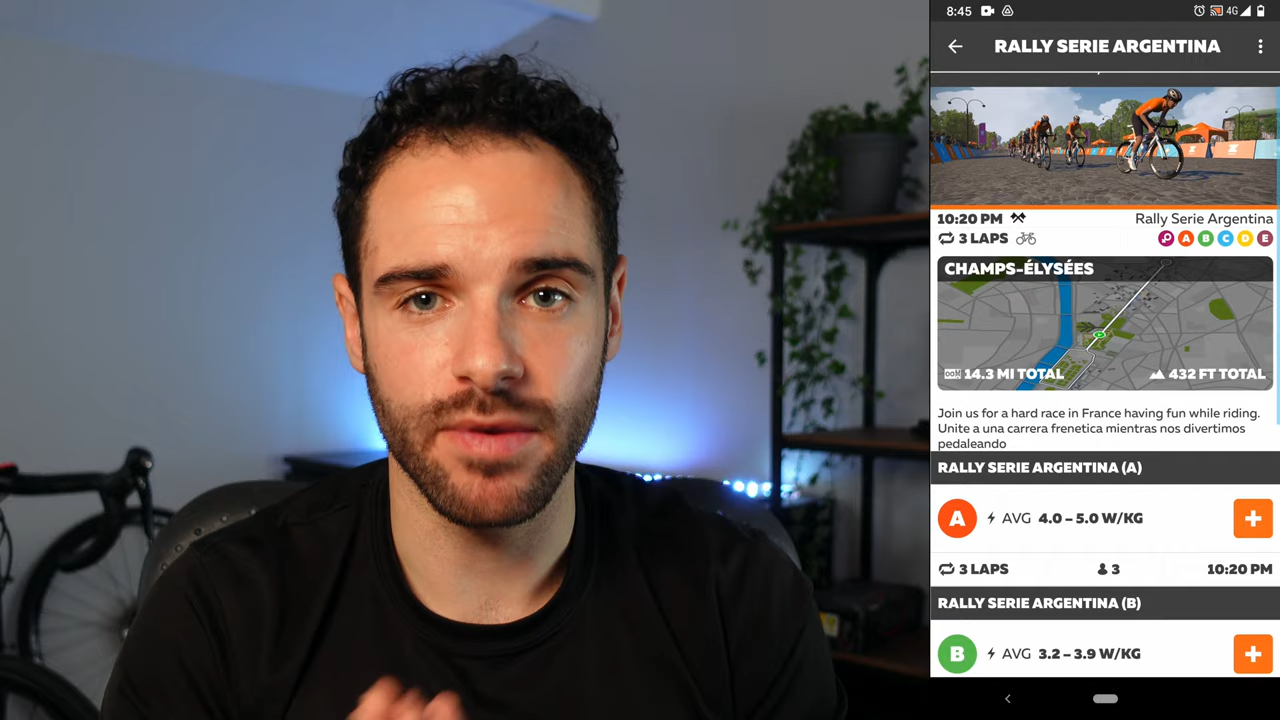 8:45
4G
RALLY SERIE ARGENTINA
10:20 PM
Rally Serie Argentina
3 LAPS
A B C D E
CHAMPS-ÉLYSÉES
14.3 MI TOTAL
432 FT TOTAL
Join us for a hard race in France having fun while riding.
Unite a una carrera frenetica mientras nos divertimos
pedaleando
RALLY SERIE ARGENTINA (A)
A AVG 4.0 – 5.0 W/KG
3 LAPS 3 10:20 PM
RALLY SERIE ARGENTINA (B)
B AVG 3.2 – 3.9 W/KG